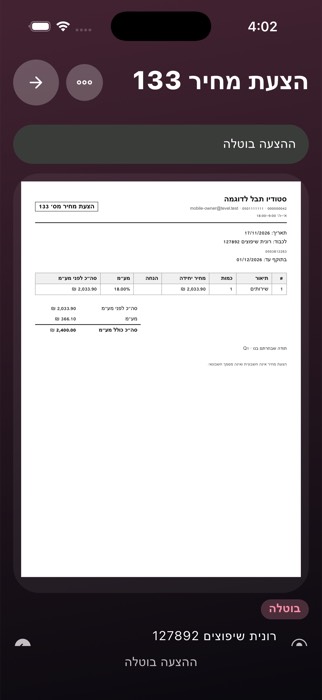 4:02
הצעת מחיר 133
ההצעה בוטלה
סטודיו תבל לדוגמה
הצעת מחיר מס׳ 133
תאריך: 17/11/2026
לכבוד: רונית שיפוצים 127892
בתוקף עד: 01/12/2026
# תיאור כמות מחיר יחידה הנחה מע״מ סה״כ לפני מע״מ
1 שירותים 1 2,033.90 ₪ 18.00% 2,033.90 ₪
סה״כ לפני מע״מ 2,033.90 ₪
מע״מ 366.10 ₪
סה״כ כולל מע״מ 2,400.00 ₪
בוטלה
רונית שיפוצים 127892
ההצעה בוטלה